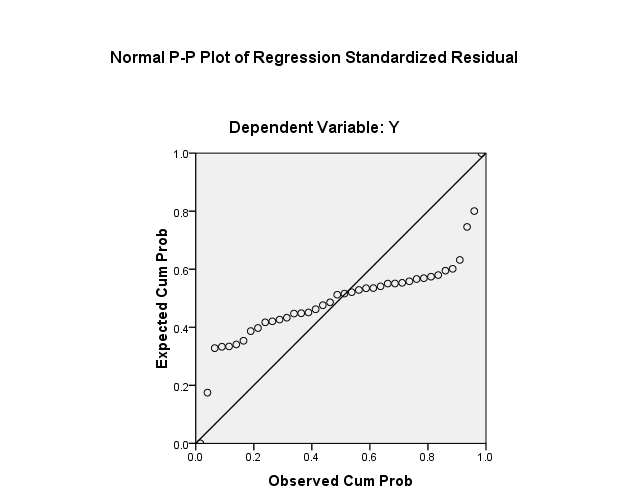 Normal P-P Plot of Regression Standardized Residual
Dependent Variable: Y
Expected Cum Prob
1.0
0.8
0.6
0.4
0.2
0.0
0.0 0.2 0.4 0.6 0.8 1.0
Observed Cum Prob